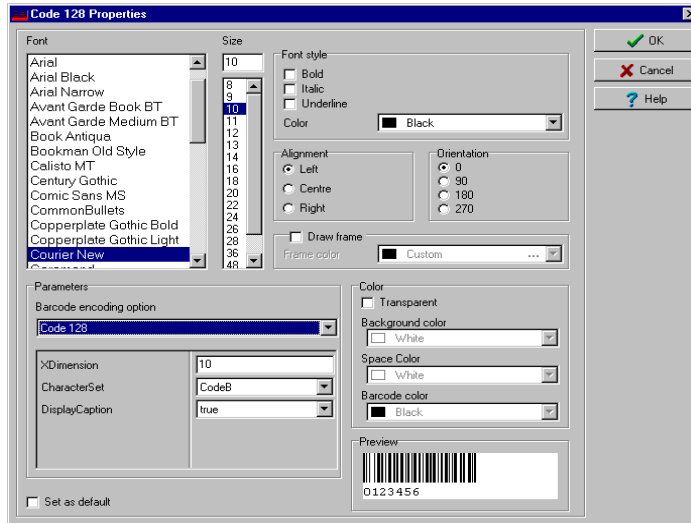 Code 128 Properties
Font
Arial
Arial Black
Arial Narrow
Avant Garde Book BT
Avant Garde Medium BT
Book Antiqua
Bookman Old Style
Calisto MT
Century Gothic
Comic Sans MS
CommonBullets
Copperplate Gothic Bold
Copperplate Gothic Light
Courier New
Garamond
Size
10
8
9
10
11
12
13
14
16
18
20
22
24
26
28
36
48
Font style
Bold
Italic
Underline
Color Black
Alignment
Left
Centre
Right
Orientation
0
90
180
270
Draw frame
Frame color Custom ...
OK
Cancel
Help
Parameters
Barcode encoding option
Code 128
XDimension 10
CharacterSet CodeB
DisplayCaption true
Color
Transparent
Background color
White
Space Color
White
Barcode color
Black
Preview
0123456
Set as default